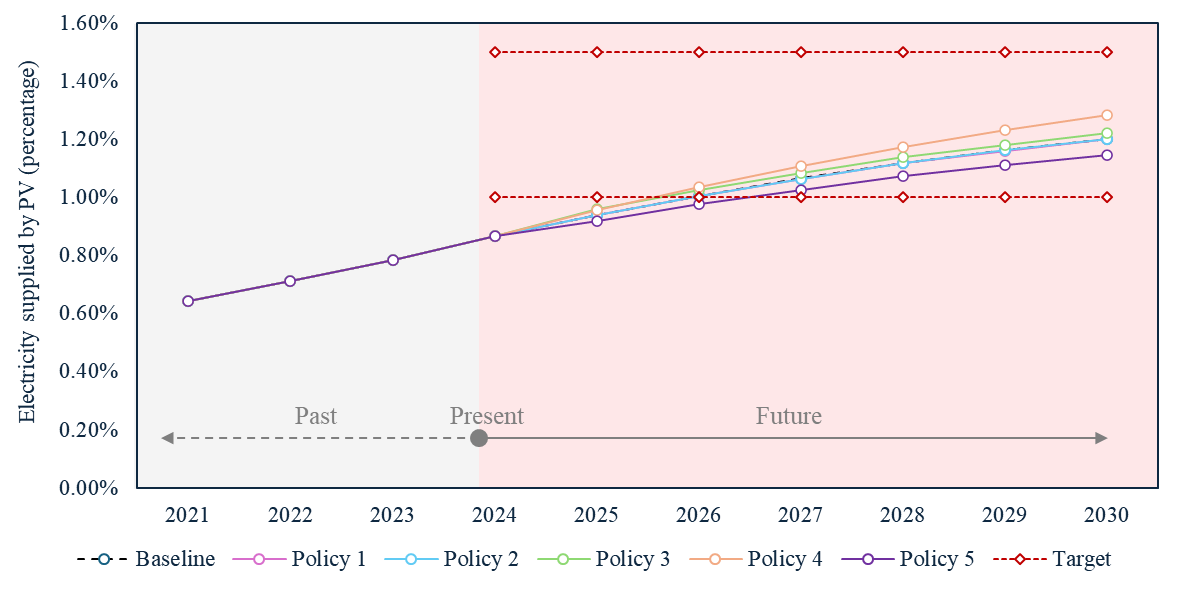 Electricity supplied by PV (percentage)
1.60%
1.40%
1.20%
1.00%
0.80%
0.60%
0.40%
0.20%
0.00%
Past Present Future
2021 2022 2023 2024 2025 2026 2027 2028 2029 2030
Baseline Policy 1 Policy 2 Policy 3 Policy 4 Policy 5 Target